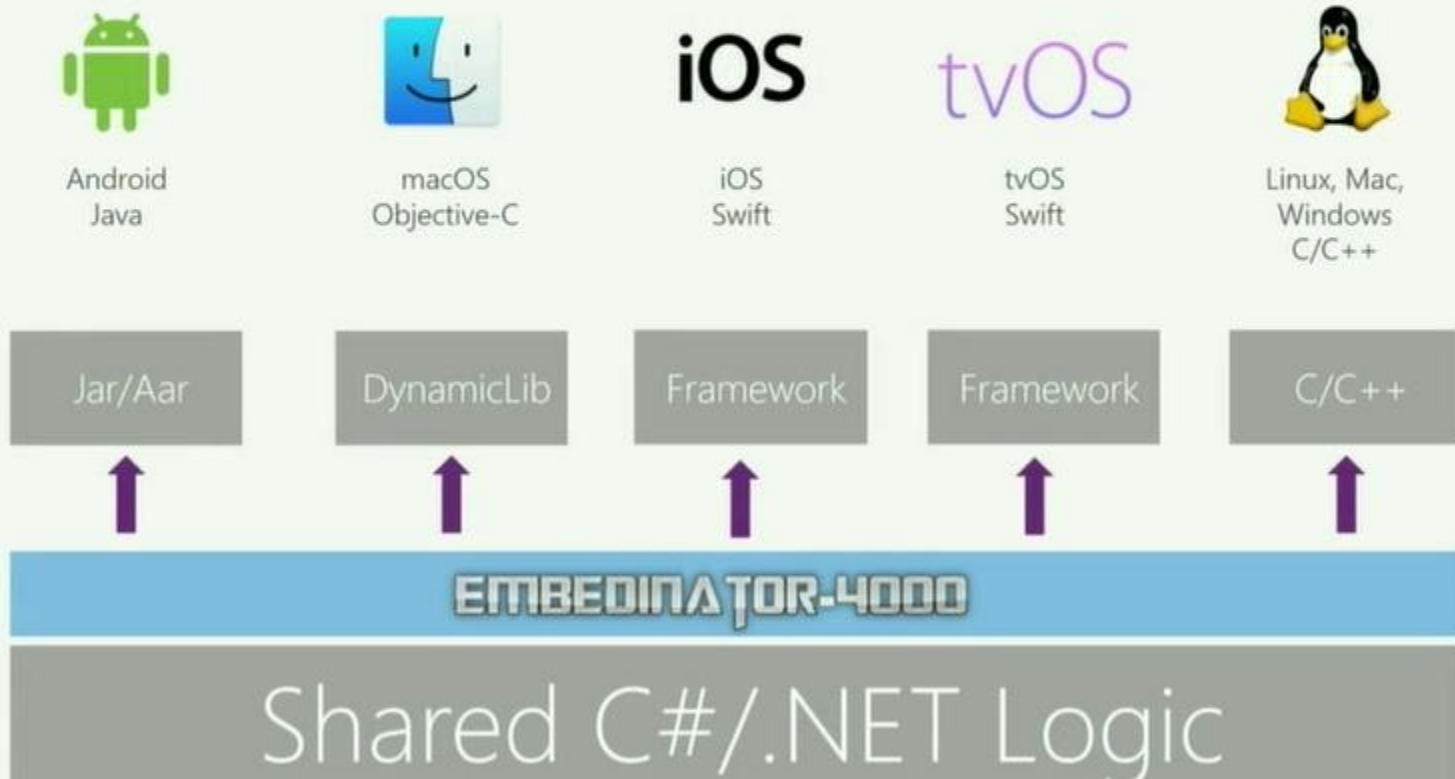 iOS
tvOS
Android
Java
macOS
Objective-C
iOS
Swift
tvOS
Swift
Linux, Mac,
Windows
C/C++
Jar/Aar
DynamicLib
Framework
Framework
C/C++
EMBEDINATOR-4000
Shared C#/.NET Logic